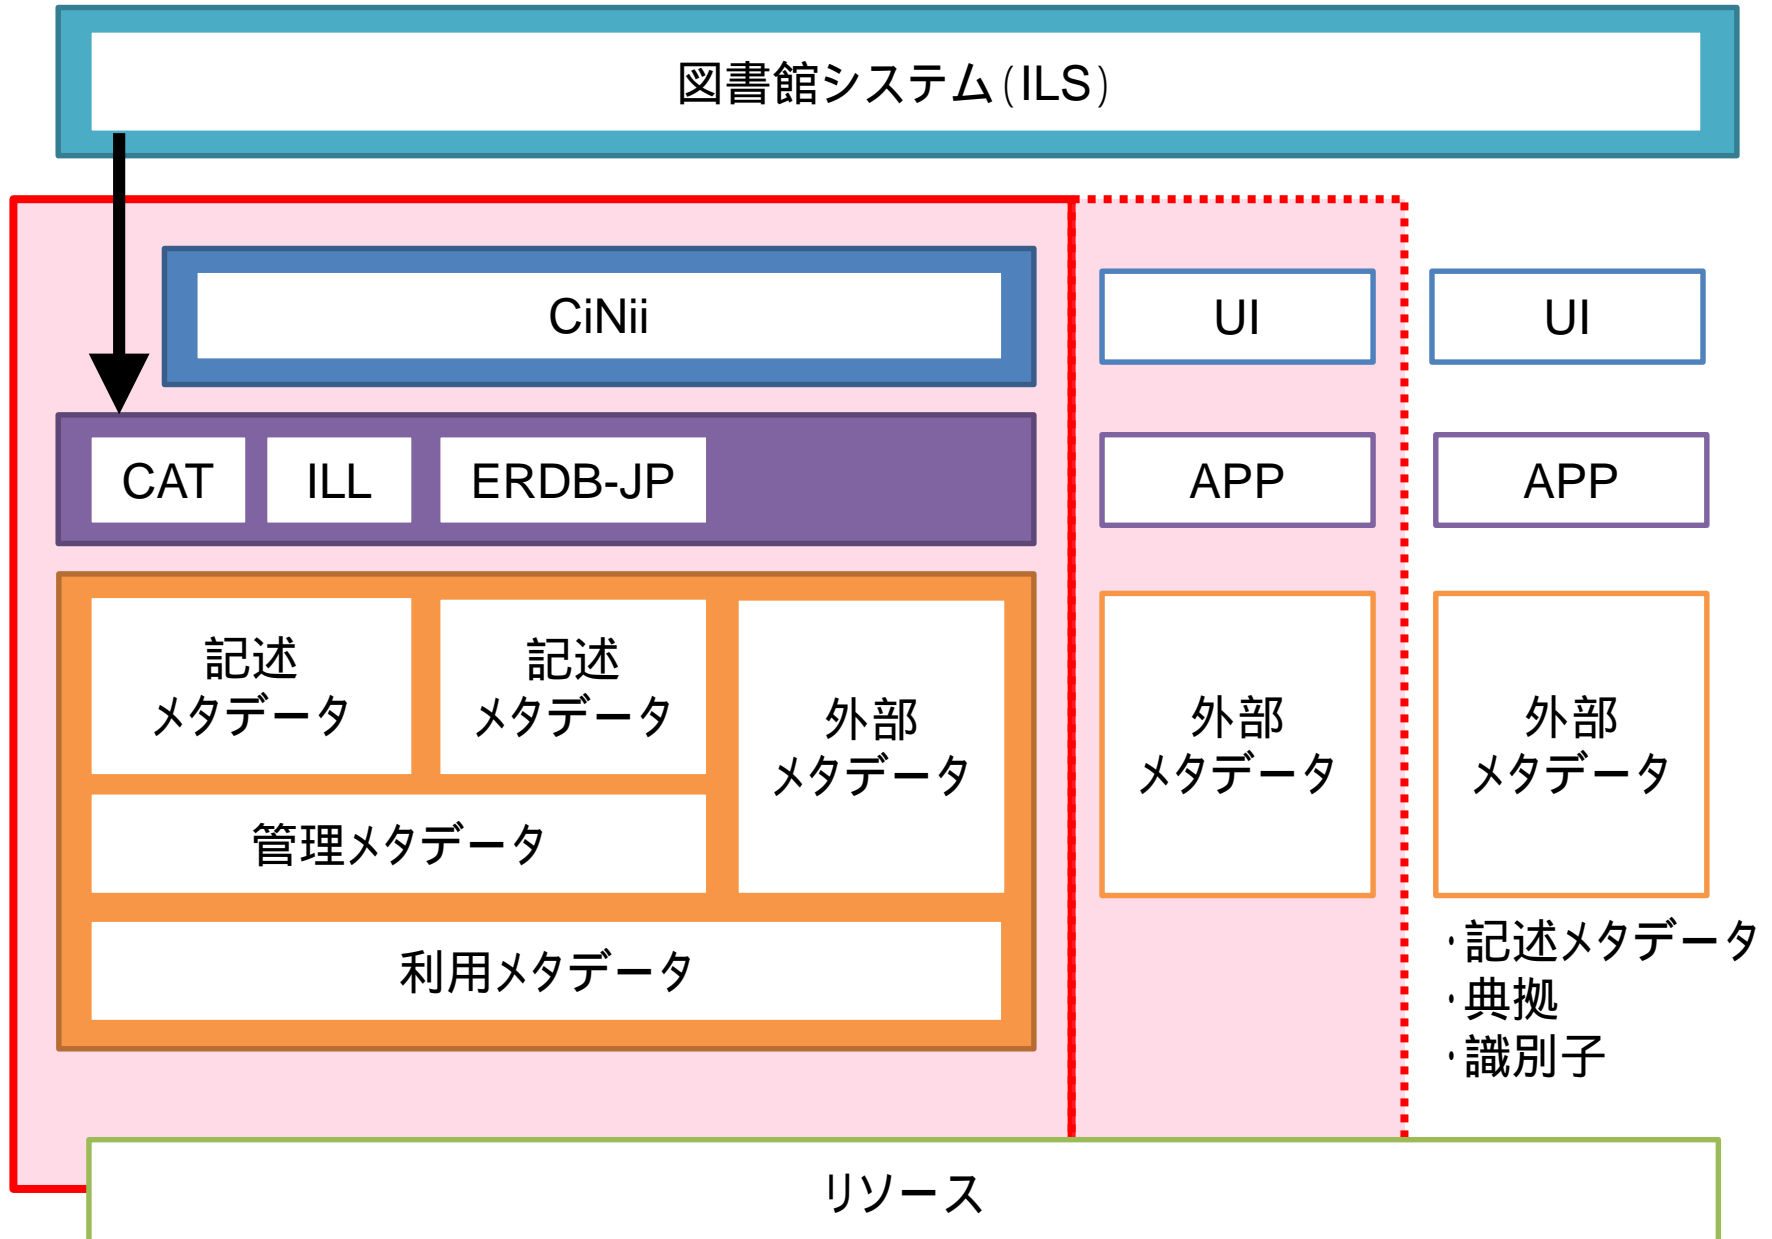 図書館システム(ILS)
CiNii
UI
UI
CAT
ILL
ERDB-JP
APP
APP
記述
メタデータ
記述
メタデータ
外部
メタデータ
外部
メタデータ
外部
メタデータ
管理メタデータ
利用メタデータ
・記述メタデータ
・典拠
・識別子
リソース